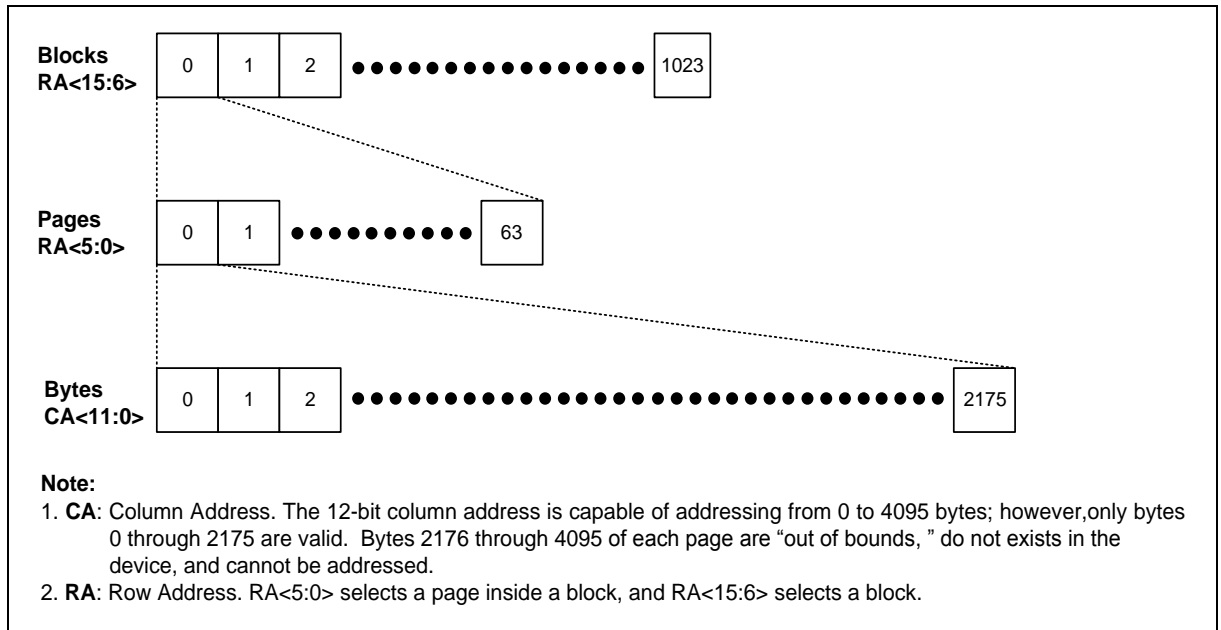 Blocks
RA<15:6>
0 1 2 1023
Pages
RA<5:0>
0 1 63
Bytes
CA<11:0>
0 1 2 2175
Note:
1. CA: Column Address. The 12-bit column address is capable of addressing from 0 to 4095 bytes; however,only bytes
0 through 2175 are valid. Bytes 2176 through 4095 of each page are “out of bounds, ” do not exists in the
device, and cannot be addressed.
2. RA: Row Address. RA<5:0> selects a page inside a block, and RA<15:6> selects a block.